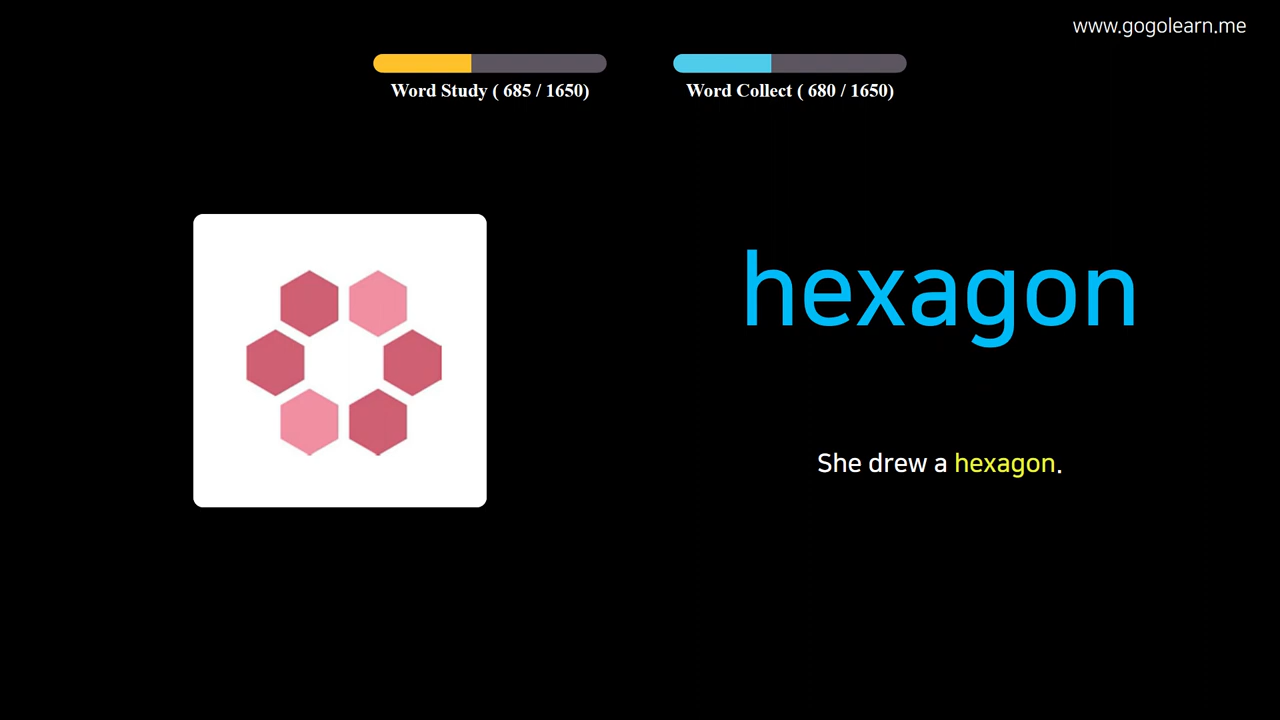 www.gogolearn.me
Word Study ( 685 / 1650)
Word Collect ( 680 / 1650)
hexagon
She drew a hexagon.